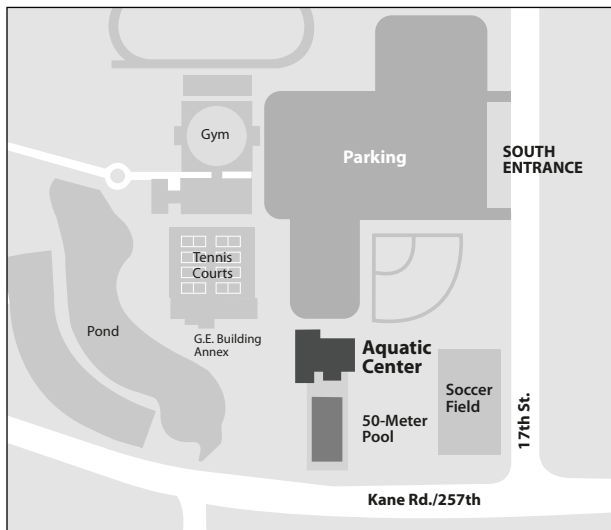 Gym
Parking
SOUTH
ENTRANCE
Tennis
Courts
Pond
G.E. Building
Annex
Aquatic
Center
Soccer
Field
50-Meter
Pool
17th St.
Kane Rd./257th